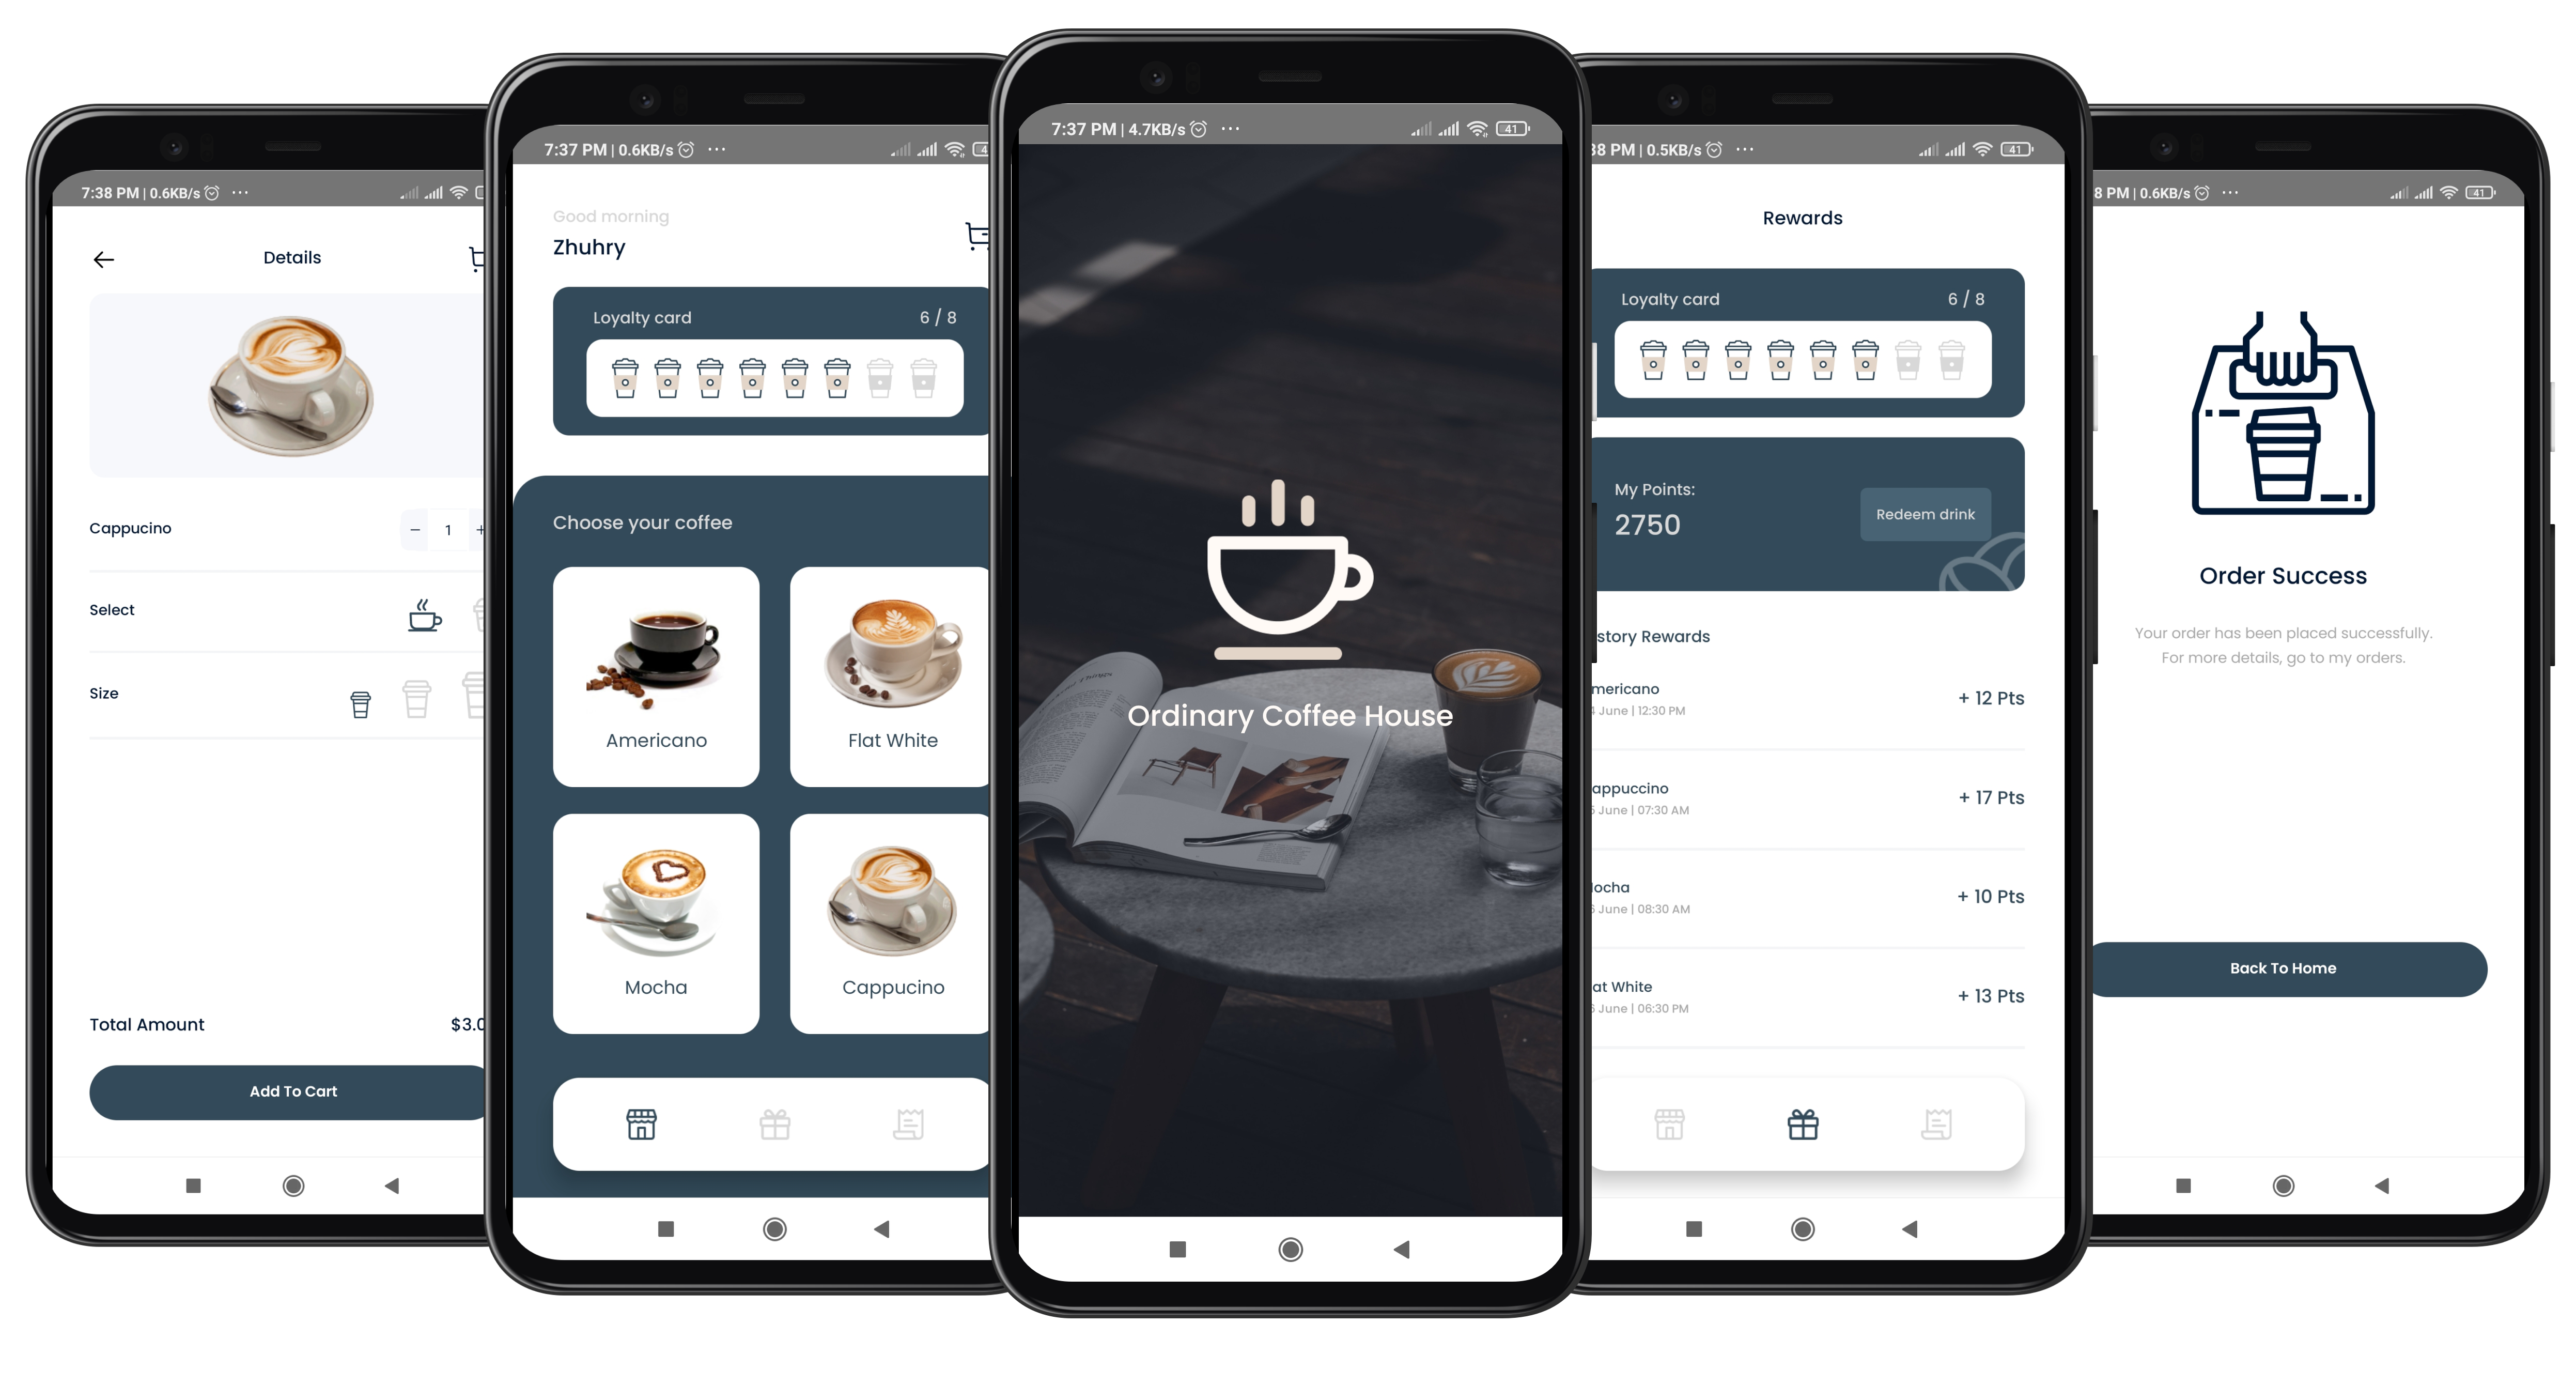 7:38 PM | 0.6KB/s
Details
Cappucino
1
Select
Size
Total Amount
$3.0
Add To Cart
7:37 PM | 0.6KB/s
Good morning
Zhuhry
Loyalty card
6 / 8
Choose your coffee
Americano
Flat White
Mocha
Cappucino
7:37 PM | 4.7KB/s
41
Ordinary Coffee House
38 PM | 0.5KB/s
41
Rewards
Loyalty card
6 / 8
My Points:
2750
Redeem drink
story Rewards
mericano
+ 12 Pts
June | 12:30 PM
appuccino
+ 17 Pts
June | 07:30 AM
ocha
+ 10 Pts
June | 08:30 AM
at White
+ 13 Pts
June | 06:30 PM
8 PM | 0.6KB/s
41
Order Success
Your order has been placed successfully.
For more details, go to my orders.
Back To Home